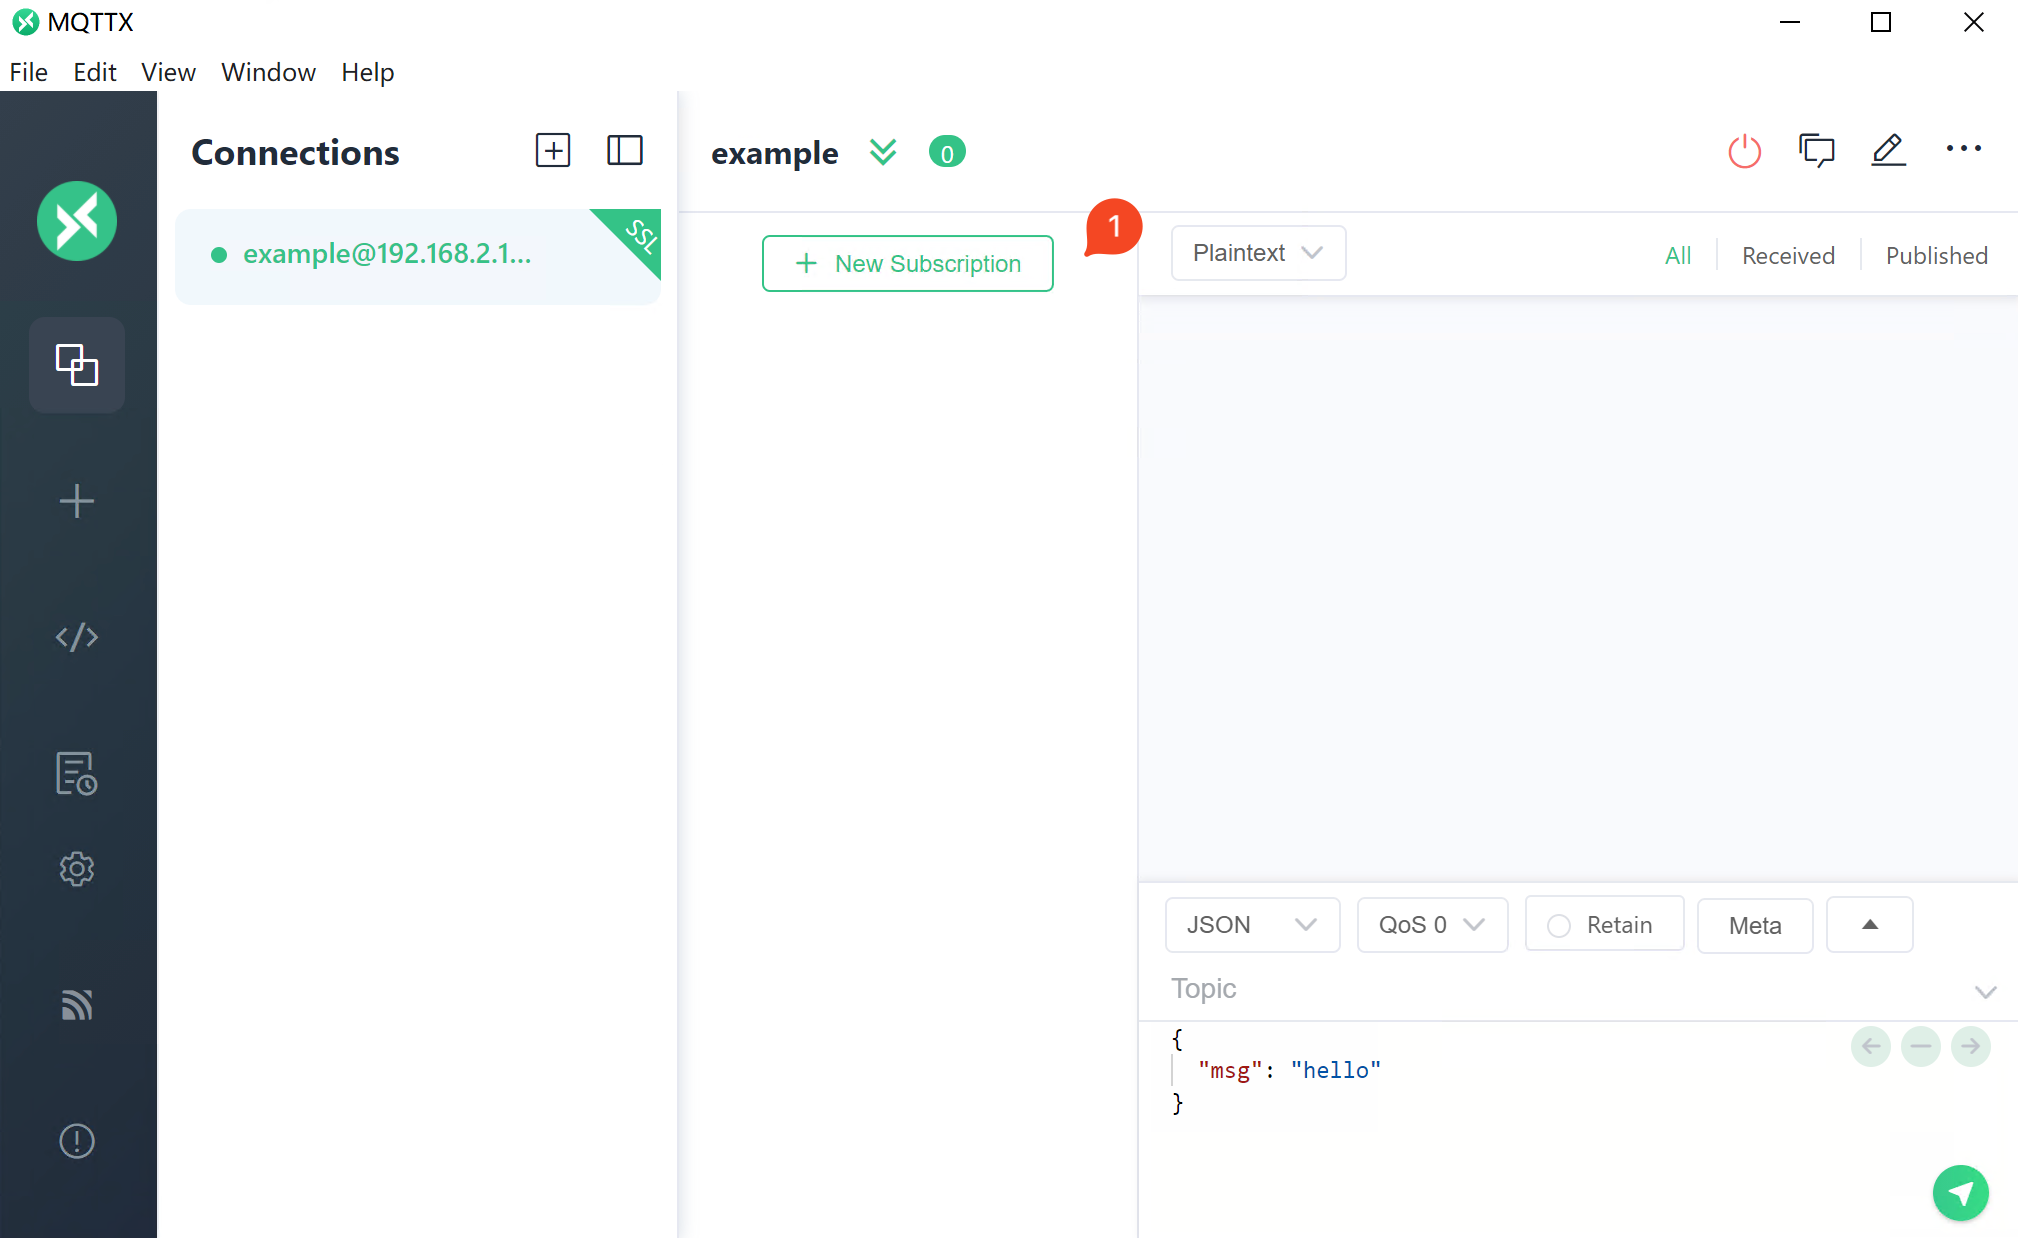 MQTTX
File Edit View Window Help
Connections
example 0
example@192.168.2.1...
SSL
1
+ New Subscription
Plaintext
All Received Published
JSON QoS 0 Retain Meta
Topic
{
"msg": "hello"
}